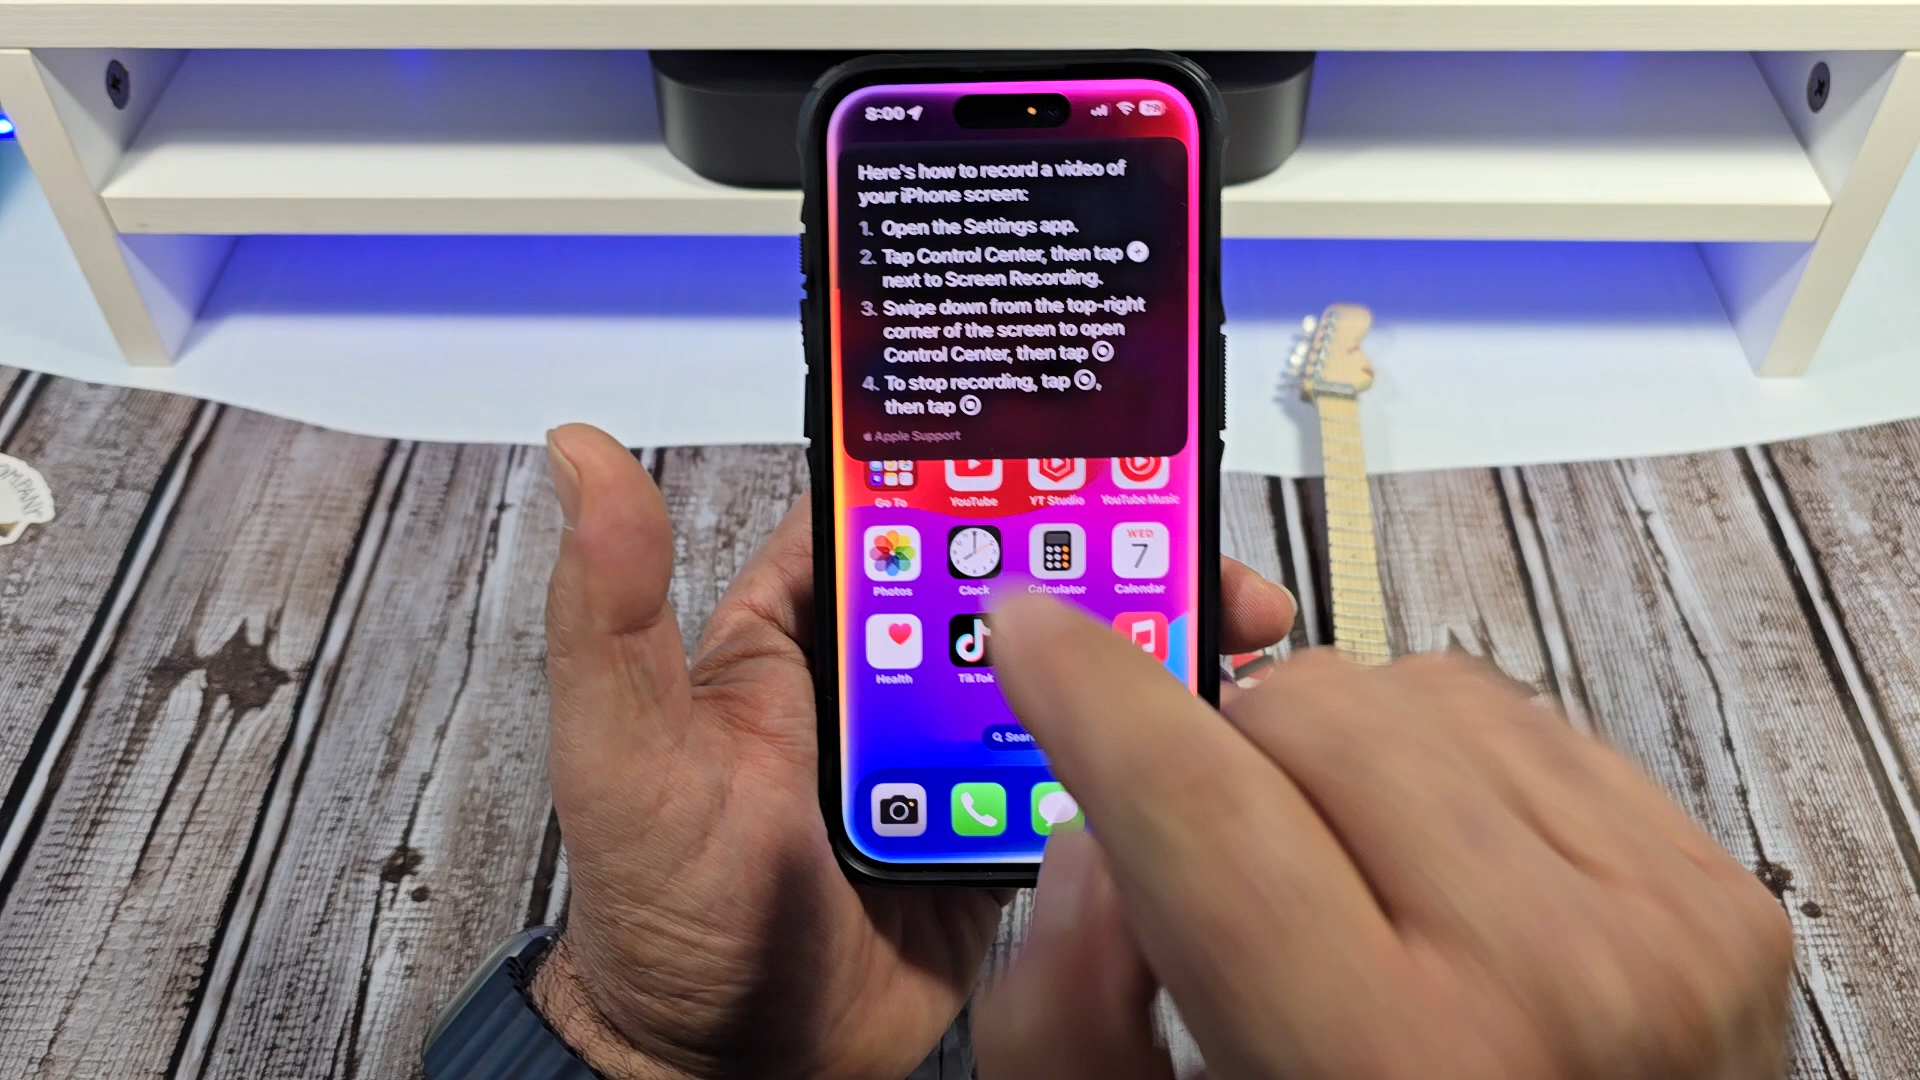 8:00
Here's how to record a video of
your iPhone screen:
1. Open the Settings app.
2. Tap Control Center, then tap
next to Screen Recording.
3. Swipe down from the top-right
corner of the screen to open
Control Center, then tap
4. To stop recording, tap ,
then tap
Apple Support
Go To YouTube YT Studio YouTube Music
WED
7
Photos Clock Calculator Calendar
Health TikTok
OMPANY